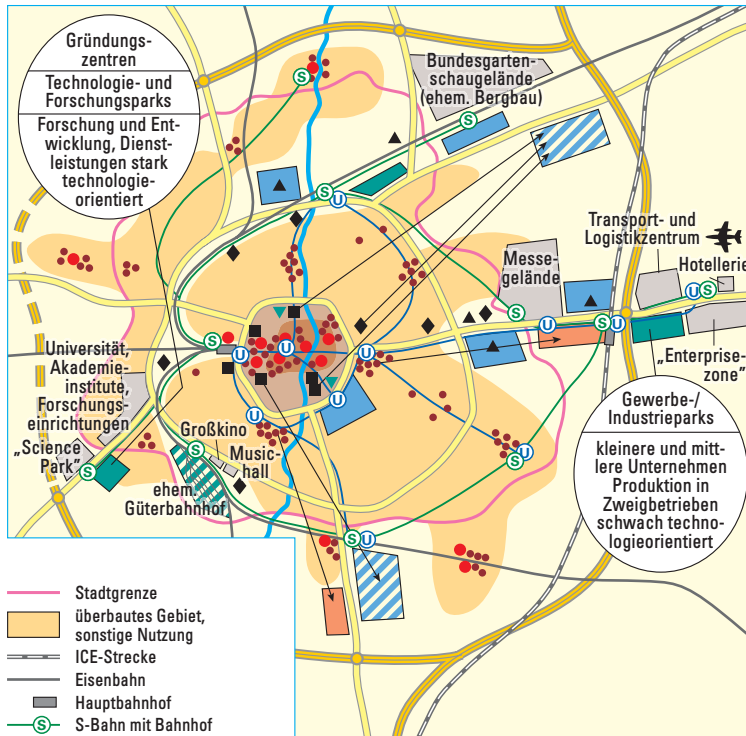 Gründungs-
zentren
Technologie- und
Forschungsparks
Forschung und Ent-
wicklung, Dienst-
leistungen stark
technologie-
orientiert
Bundesgarten-
schaugelände
(ehem. Bergbau)
S
S
S
U
Transport- und
Logistikzentrum
Hotellerie
Messe-
gelände
S
U
S
U
S
U
„Enterprise-
zone"
S
U
U
U
Universität,
Akademie-
institute,
Forschungs-
einrichtungen
„Science
Park"
S
U
U
S
Großkino
Music-
hall
ehem.
Güterbahnhof
S
U
S
U
Gewerbe-/
Industrieparks
kleinere und mitt-
lere Unternehmen
Produktion in
Zweigbetrieben
schwach techno-
logieorientiert
Stadtgrenze
überbautes Gebiet,
sonstige Nutzung
ICE-Strecke
Eisenbahn
Hauptbahnhof
S
S-Bahn mit Bahnhof